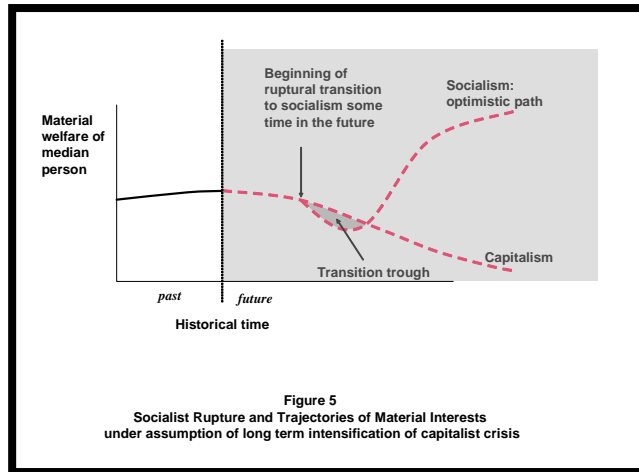 Beginning of
ruptural transition
to socialism some
time in the future
Socialism:
optimistic path
Material
welfare of
median
person
Transition trough
Capitalism
past
future
Historical time
Figure 5
Socialist Rupture and Trajectories of Material Interests
under assumption of long term intensification of capitalist crisis